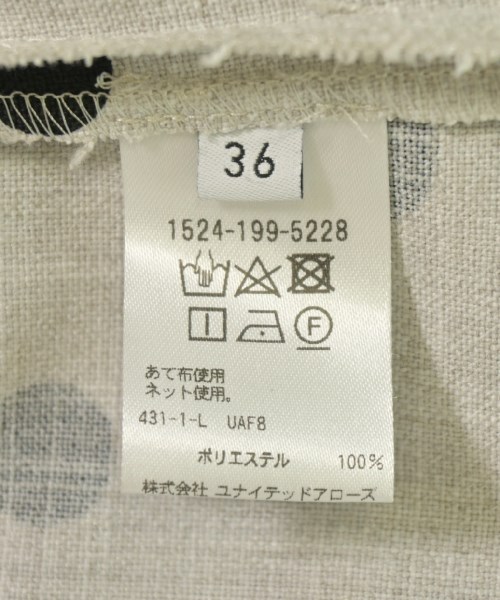 36
1524-199-5228
F
あて布使用
ネット使用。
431-1-L UAF8
ポリエステル 100%
株式会社 ユナイテッドアローズ